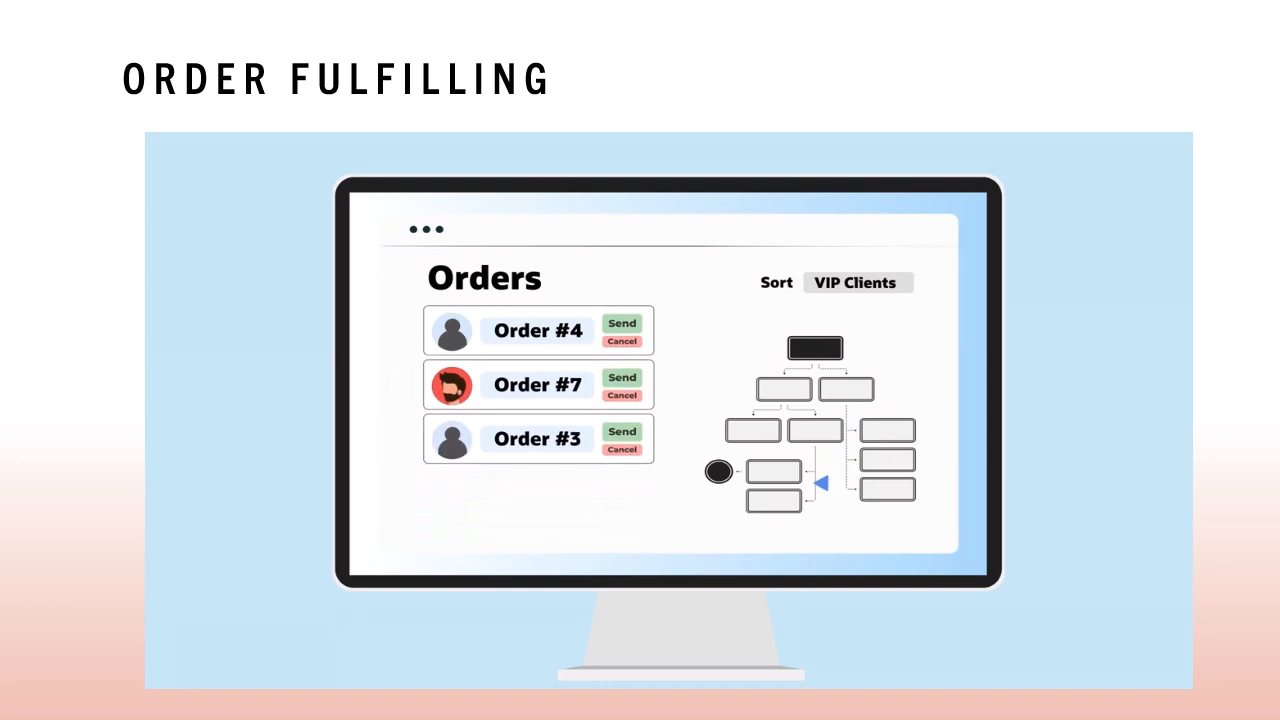 ORDER FULFILLING
Orders
Sort VIP Clients
Order #4 Send
Cancel
Order #7 Send
Cancel
Order #3 Send
Cancel